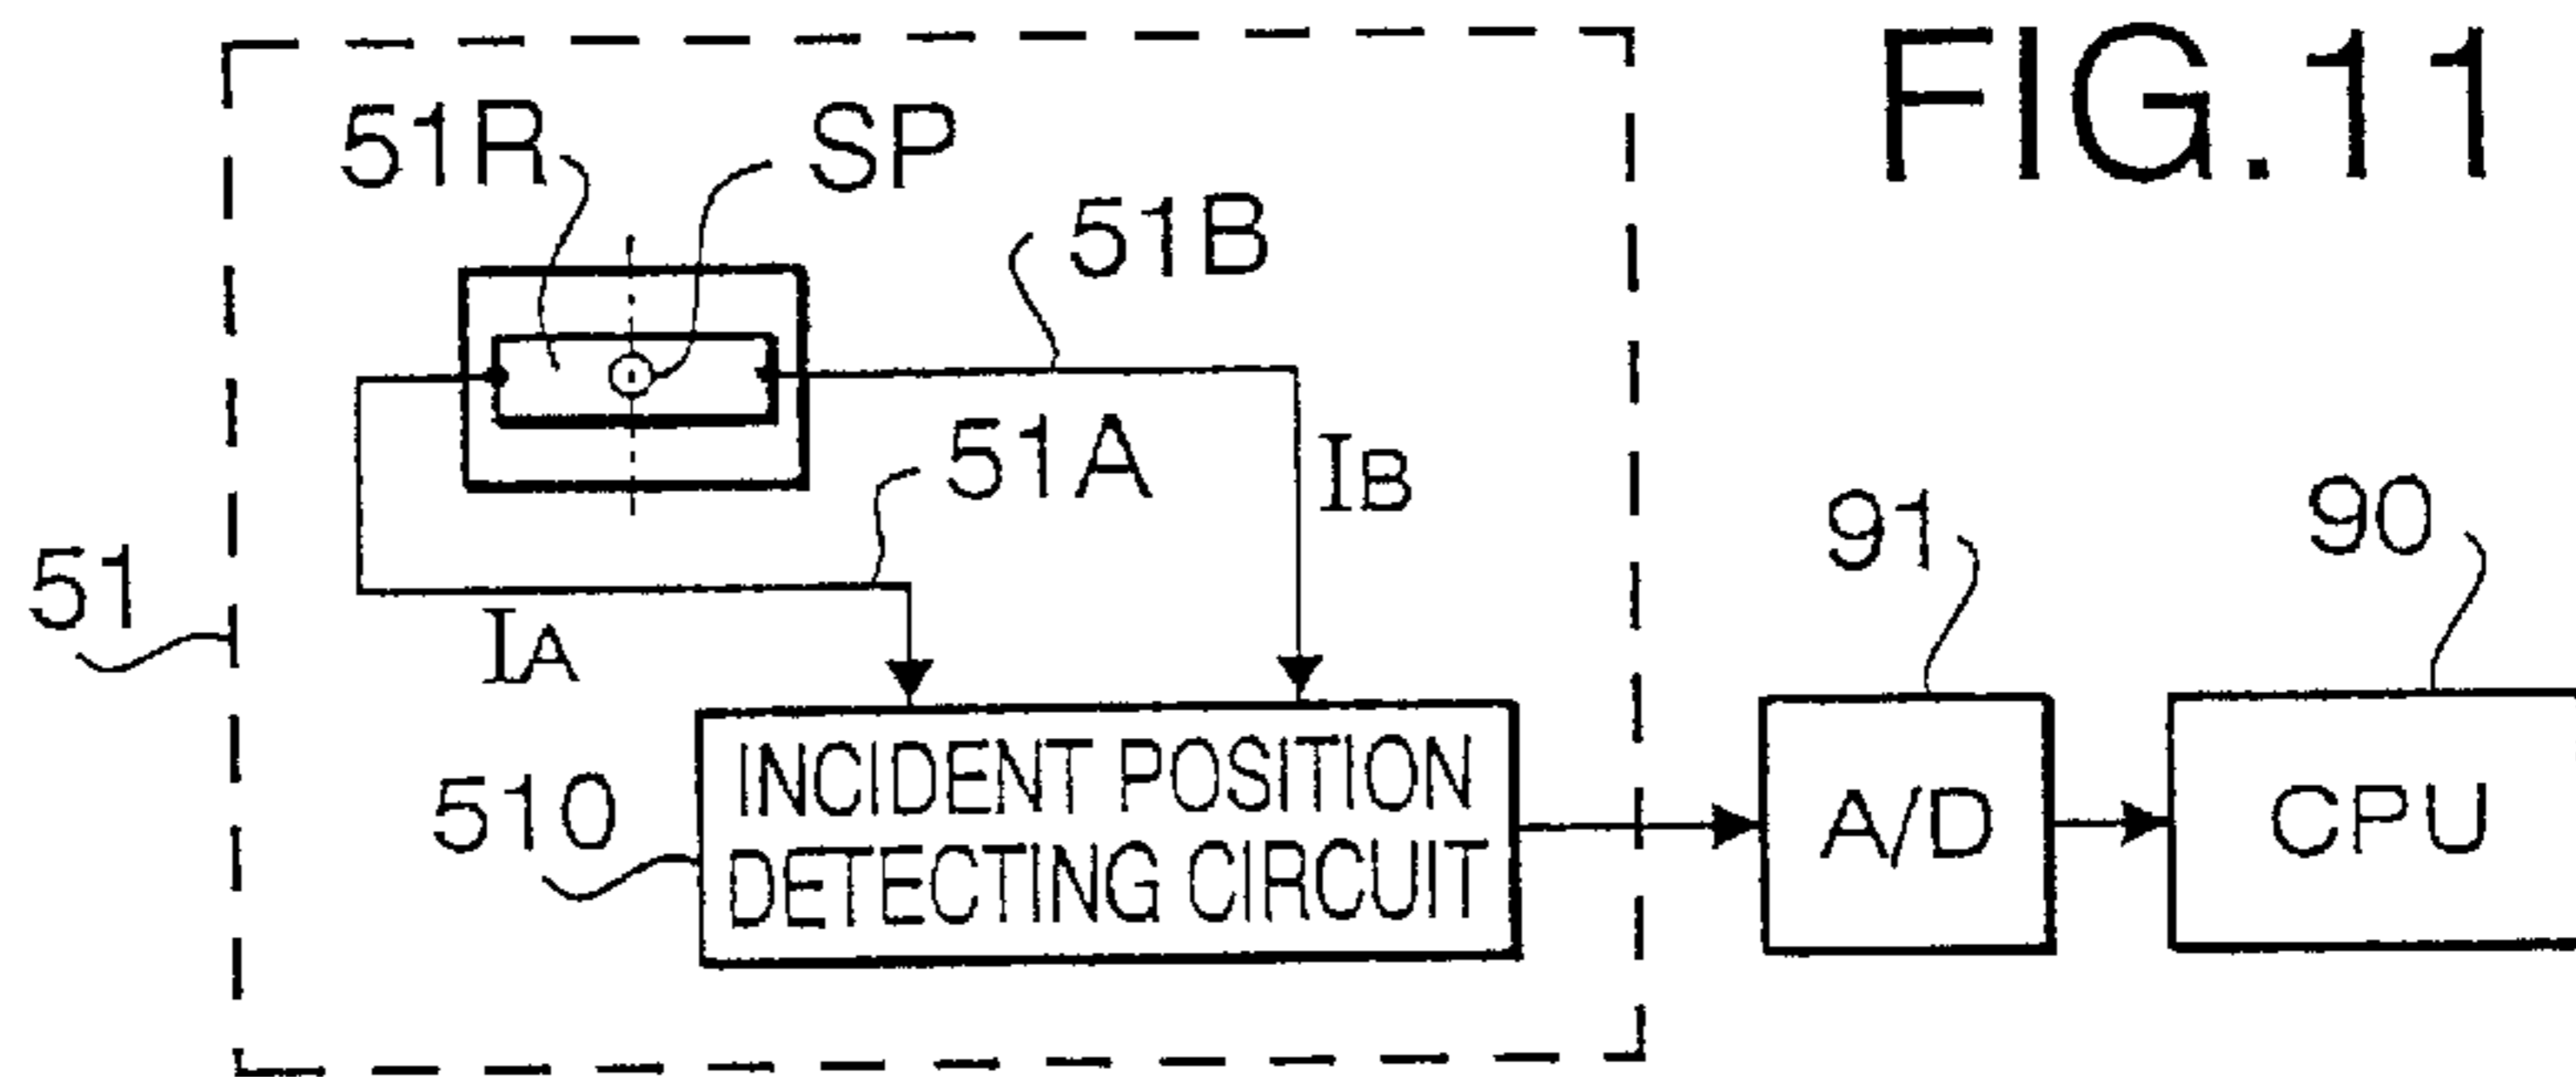 FIG.11
51R
SP
51B
51A
IB
51
IA
91
90
510
INCIDENT POSITION
DETECTING CIRCUIT
A/D
CPU